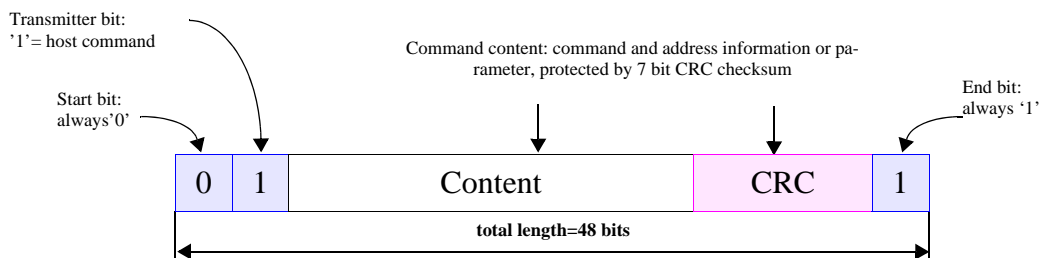 Transmitter bit:
’1’= host command
Command content: command and address information or pa-
rameter, protected by 7 bit CRC checksum
Start bit:
always’0’
End bit:
always ‘1’
0 1 Content CRC 1
total length=48 bits